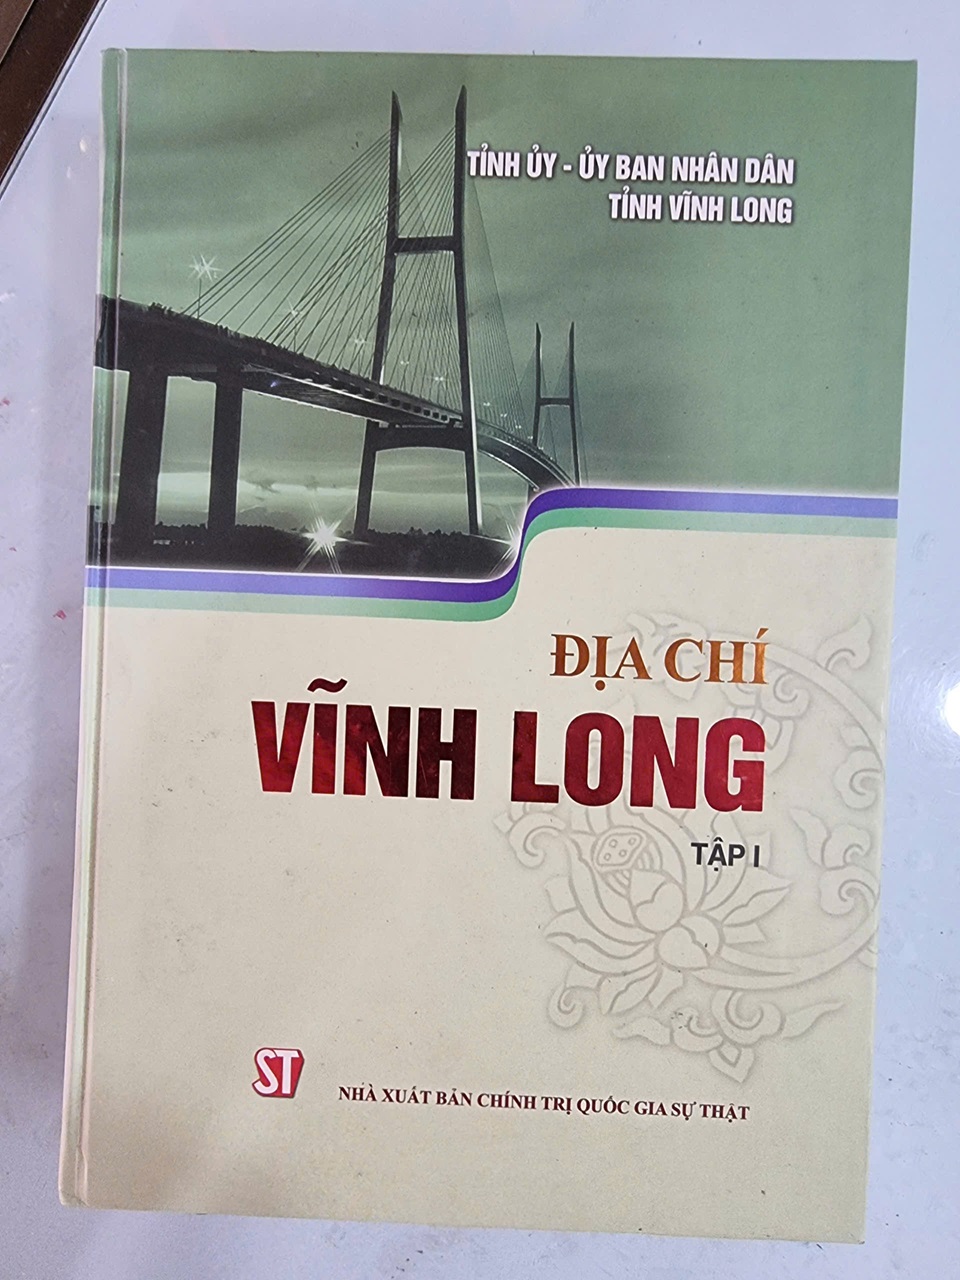 TỈNH ỦY - ỦY BAN NHÂN DÂN
TỈNH VĨNH LONG
ĐỊA CHÍ
VĨNH LONG
TẬP I
ST
NHÀ XUẤT BẢN CHÍNH TRỊ QUỐC GIA SỰ THẬT